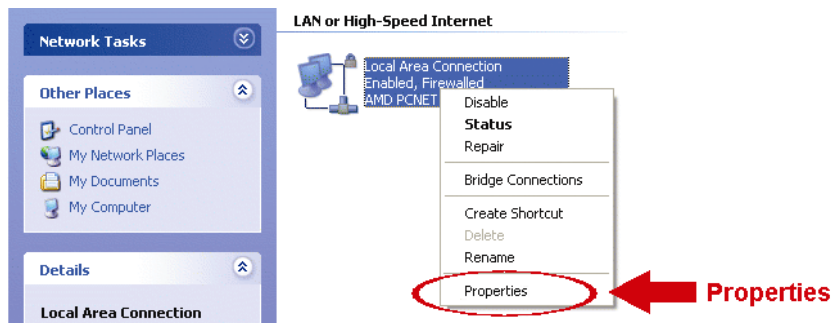 Network Tasks
Other Places
Control Panel
My Network Places
My Documents
My Computer
Details
Local Area Connection
LAN or High-Speed Internet
Local Area Connection
Enabled, Firewalled
AMD PCNET
Disable
Status
Repair
Bridge Connections
Create Shortcut
Delete
Rename
Properties
Properties